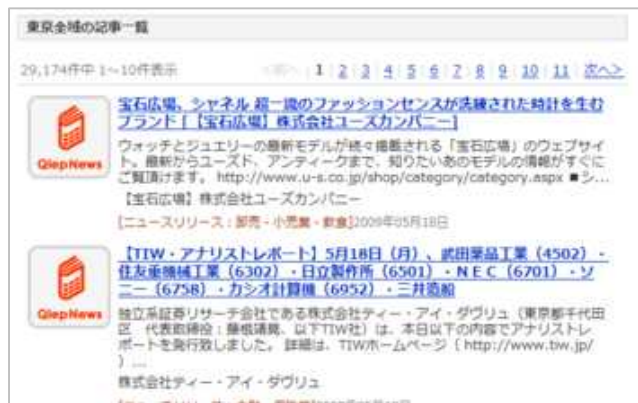 東京全域の記事一覧
29,174件中 1～10件表示
1 2 3 4 5 6 7 8 9 10 11 次へ>
宝石広場、シャネル 超一流のファッションセンスが洗練された時計を生む
ブランド [ 【宝石広場】株式会社ユーズカンパニー]
QlepNews
ウォッチとジュエリーの最新モデルが続々掲載される「宝石広場」のウェブサイ
ト。最新からユーズド、アンティークまで、知りたいあのモデルの情報がすぐに
ご覧頂けます。 http://www.u-s.co.jp/shop/category/category.aspx ■シ...
【宝石広場】株式会社ユーズカンパニー
[ニュースリリース：卸売・小売業・飲食]2009年05月18日
【TIW・アナリストレポート】5月18日（月）、武田薬品工業（4502）・
住友重機械工業（6302）・日立製作所（6501）・ＮＥＣ（6701）・ソ
ニー（6758）・カシオ計算機（6952）・三井造船
QlepNews
独立系証券リサーチ会社である株式会社ティー・アイ・ダヴリュ（東京都千代田
区 代表取締役：藤根靖晃、以下TIW社）は、本日以下の内容でアナリストレ
ポートを発行致しました。 詳細は、TIWホームページ（ http://www.tiw.jp/
） ...
株式会社ティー・アイ・ダヴリュ